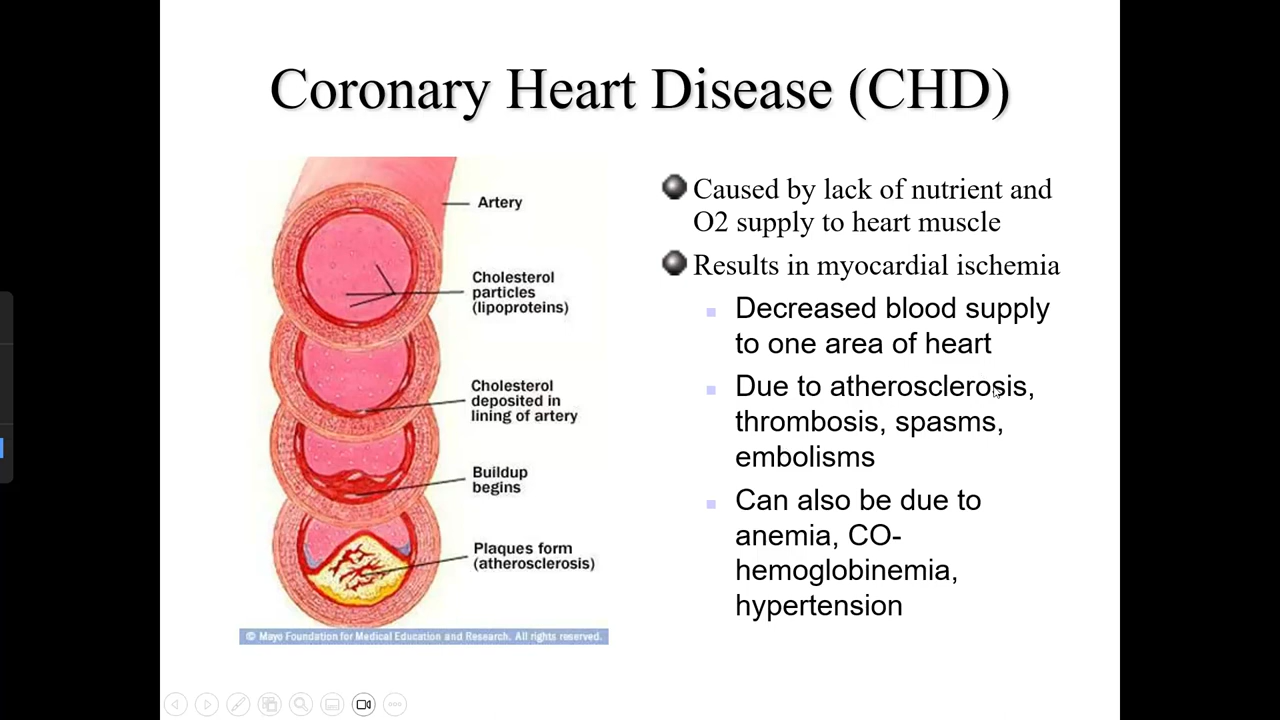 Coronary Heart Disease (CHD)
Artery
Cholesterol
particles
(lipoproteins)
Cholesterol
deposited in
lining of artery
Buildup
begins
Plaques form
(atherosclerosis)
© Mayo Foundation for Medical Education and Research. All rights reserved.
Caused by lack of nutrient and
O2 supply to heart muscle
Results in myocardial ischemia
Decreased blood supply
to one area of heart
Due to atherosclerosis,
thrombosis, spasms,
embolisms
Can also be due to
anemia, CO-
hemoglobinemia,
hypertension